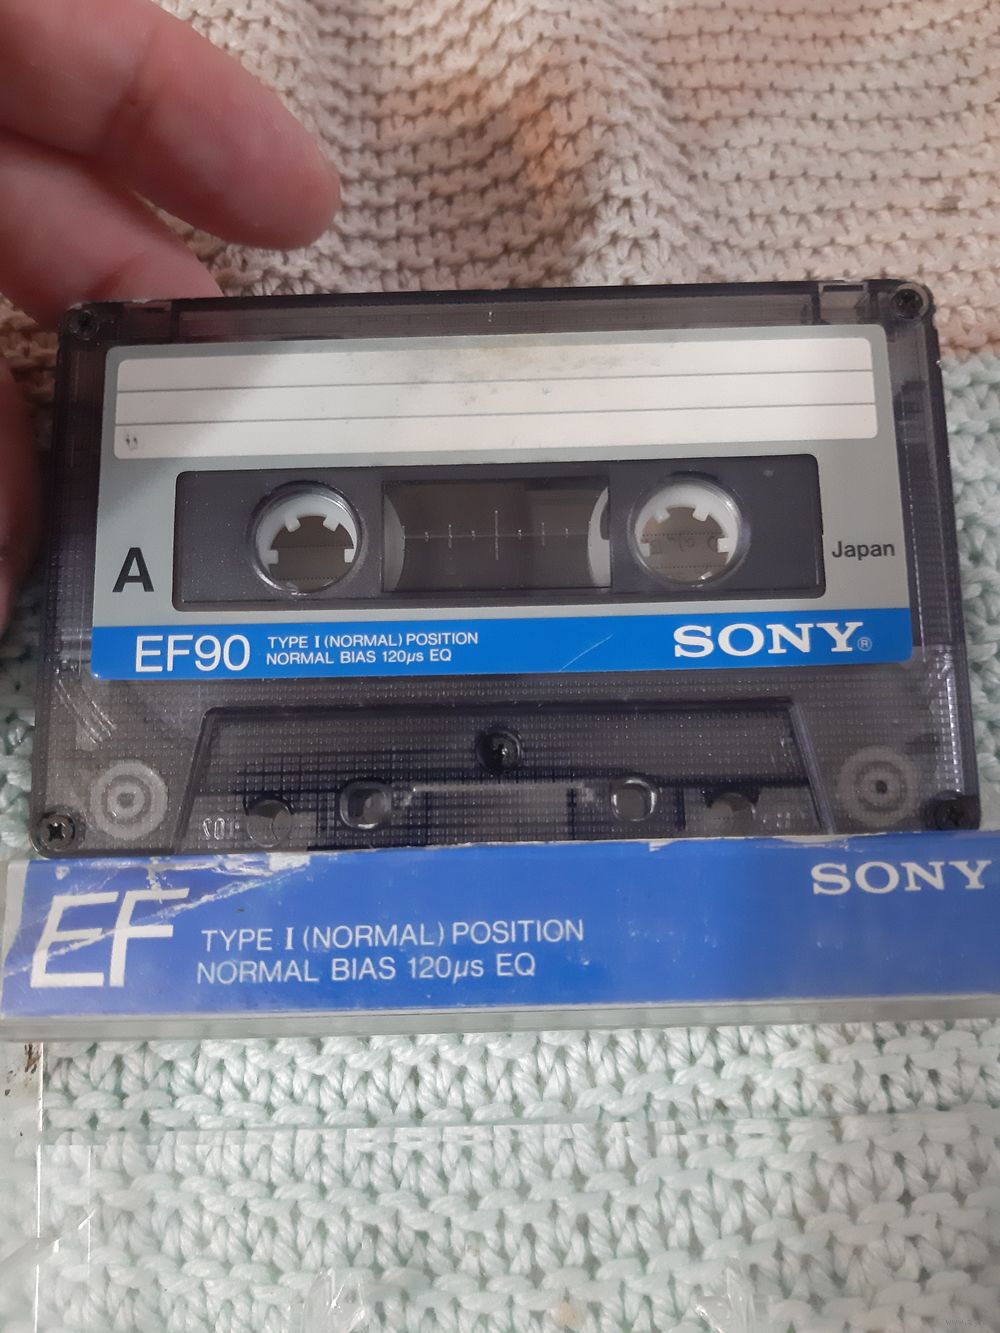 A
Japan
EF90
TYPE I (NORMAL) POSITION
NORMAL BIAS 120µs EQ
SONY®
SONY
EF
TYPE I (NORMAL) POSITION
NORMAL BIAS 120µs EQ